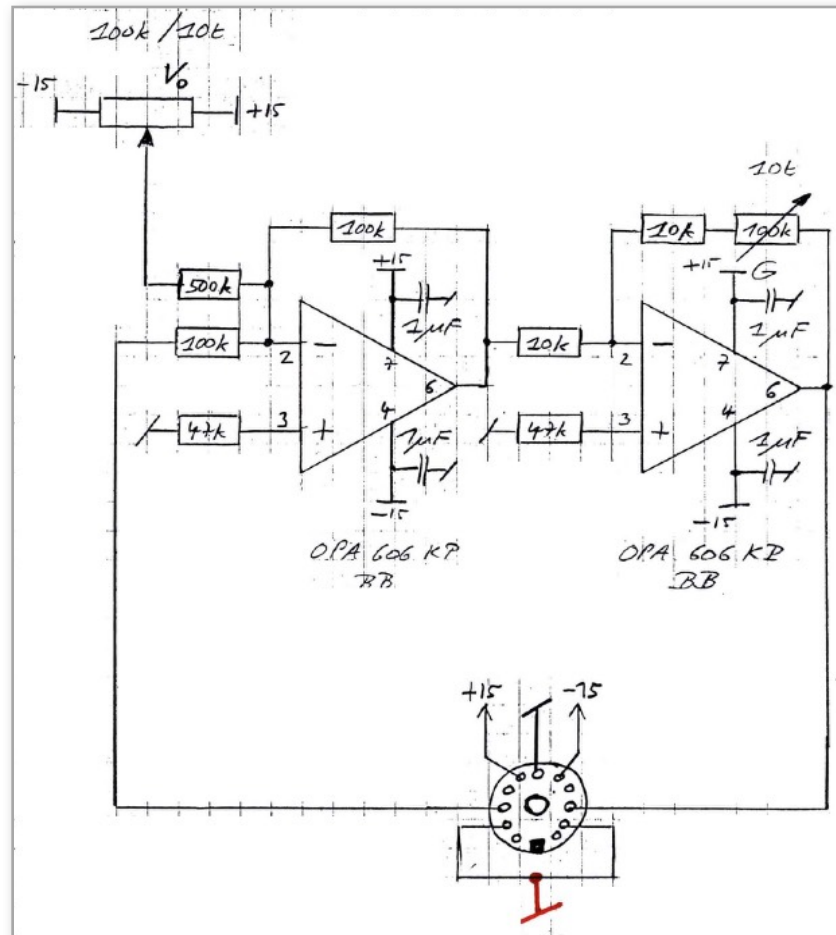 100k/10t
V₀
-15
+15
10t
100k
10k
100k
+15
+15
G
500k
1µF
1µF
100k
2
-
7
10k
2
-
7
6
6
47k
3
+
4
47k
3
+
4
1µF
1µF
-15
-15
OPA 606 KP
OPA 606 KP
BB
BB
+15
-15